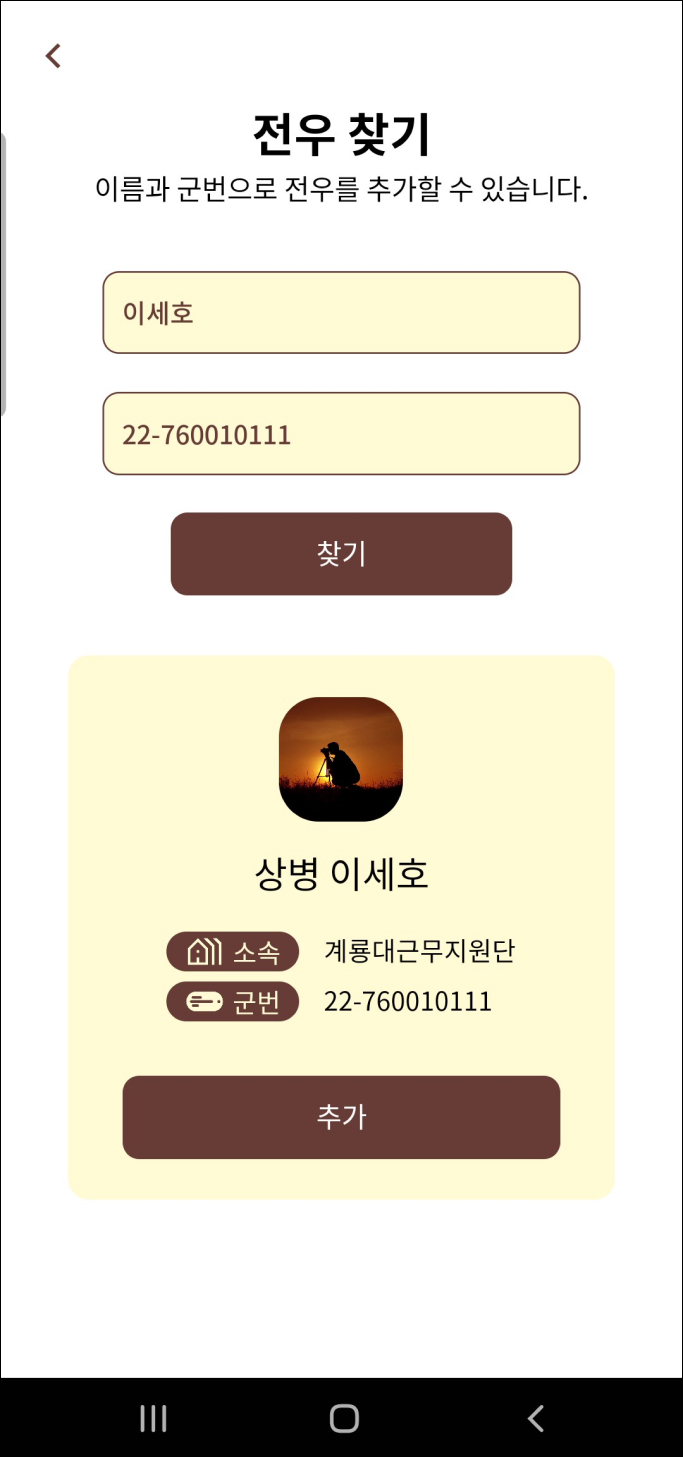 전우 찾기
이름과 군번으로 전우를 추가할 수 있습니다.
이세호
22-760010111
찾기
상병 이세호
소속 계룡대근무지원단
군번 22-760010111
추가